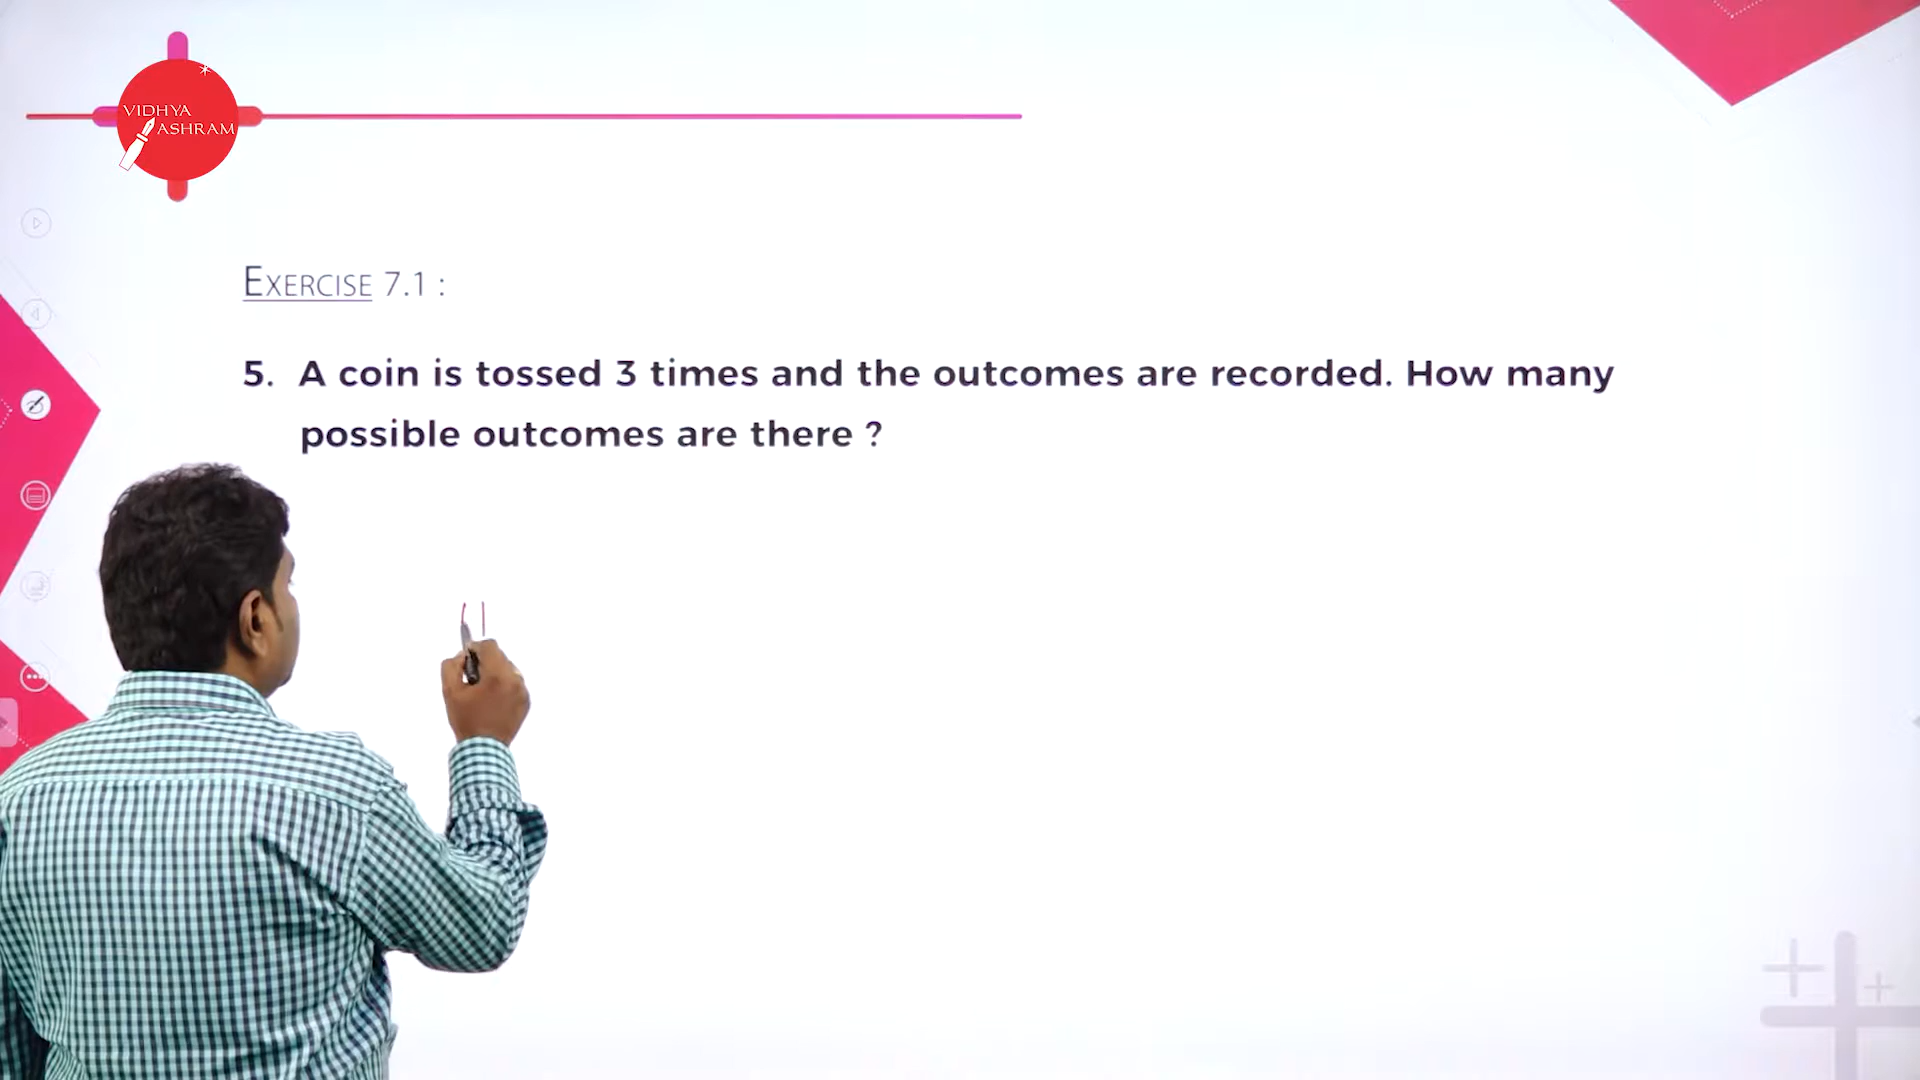 VIDHYA
ASHRAM
EXERCISE 7.1 :
5. A coin is tossed 3 times and the outcomes are recorded. How many
possible outcomes are there ?